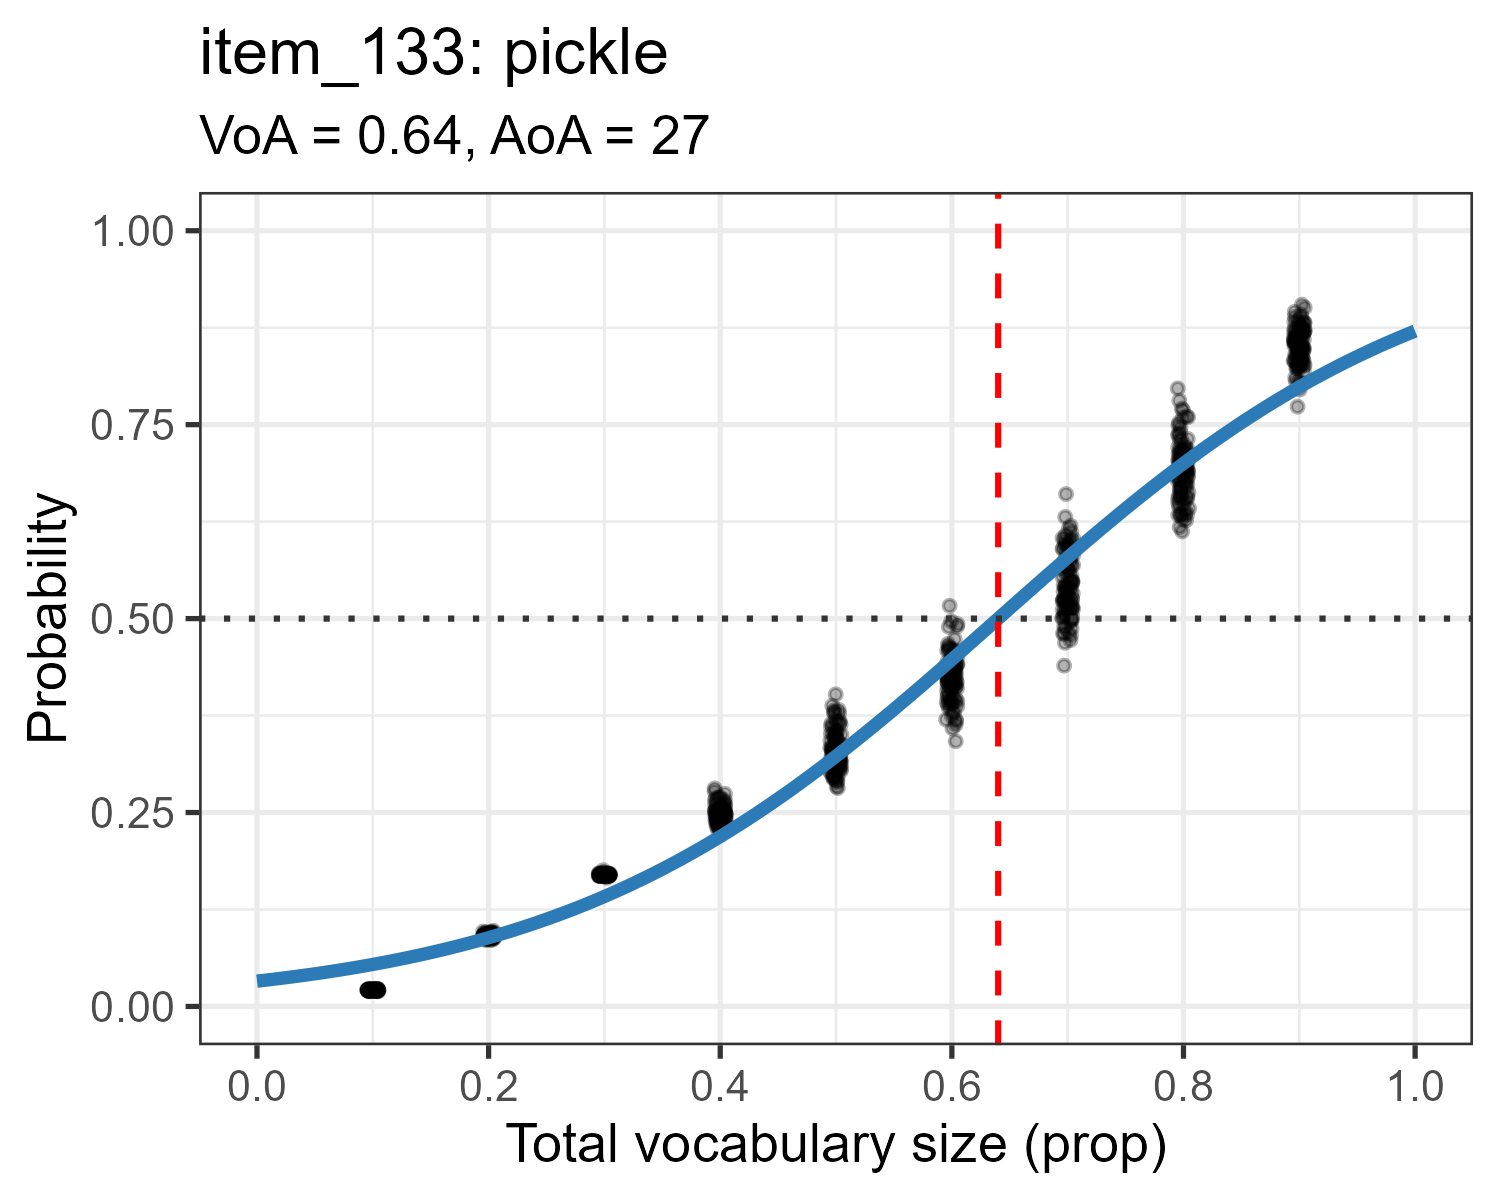 item_133: pickle
VoA = 0.64, AoA = 27
1.00
0.75
0.50
0.25
0.00
Probability
0.0 0.2 0.4 0.6 0.8 1.0
Total vocabulary size (prop)